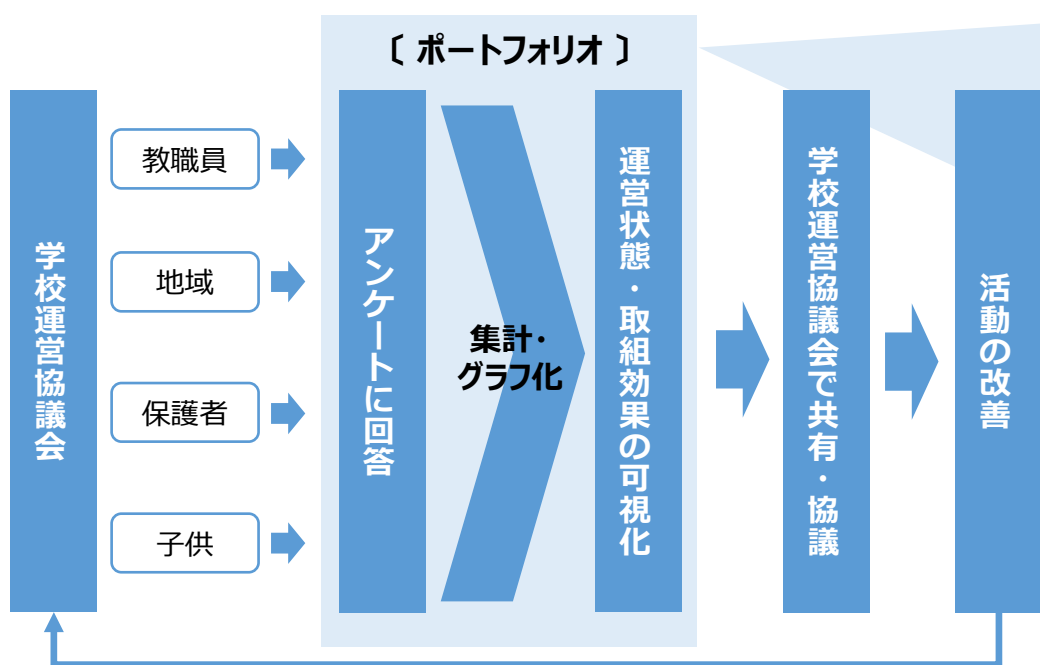 〔 ポートフォリオ 〕
学校運営協議会
教職員
地域
保護者
子供
アンケートに回答
集計・
グラフ化
運営状態・取組効果の可視化
学校運営協議会で共有・協議
活動の改善